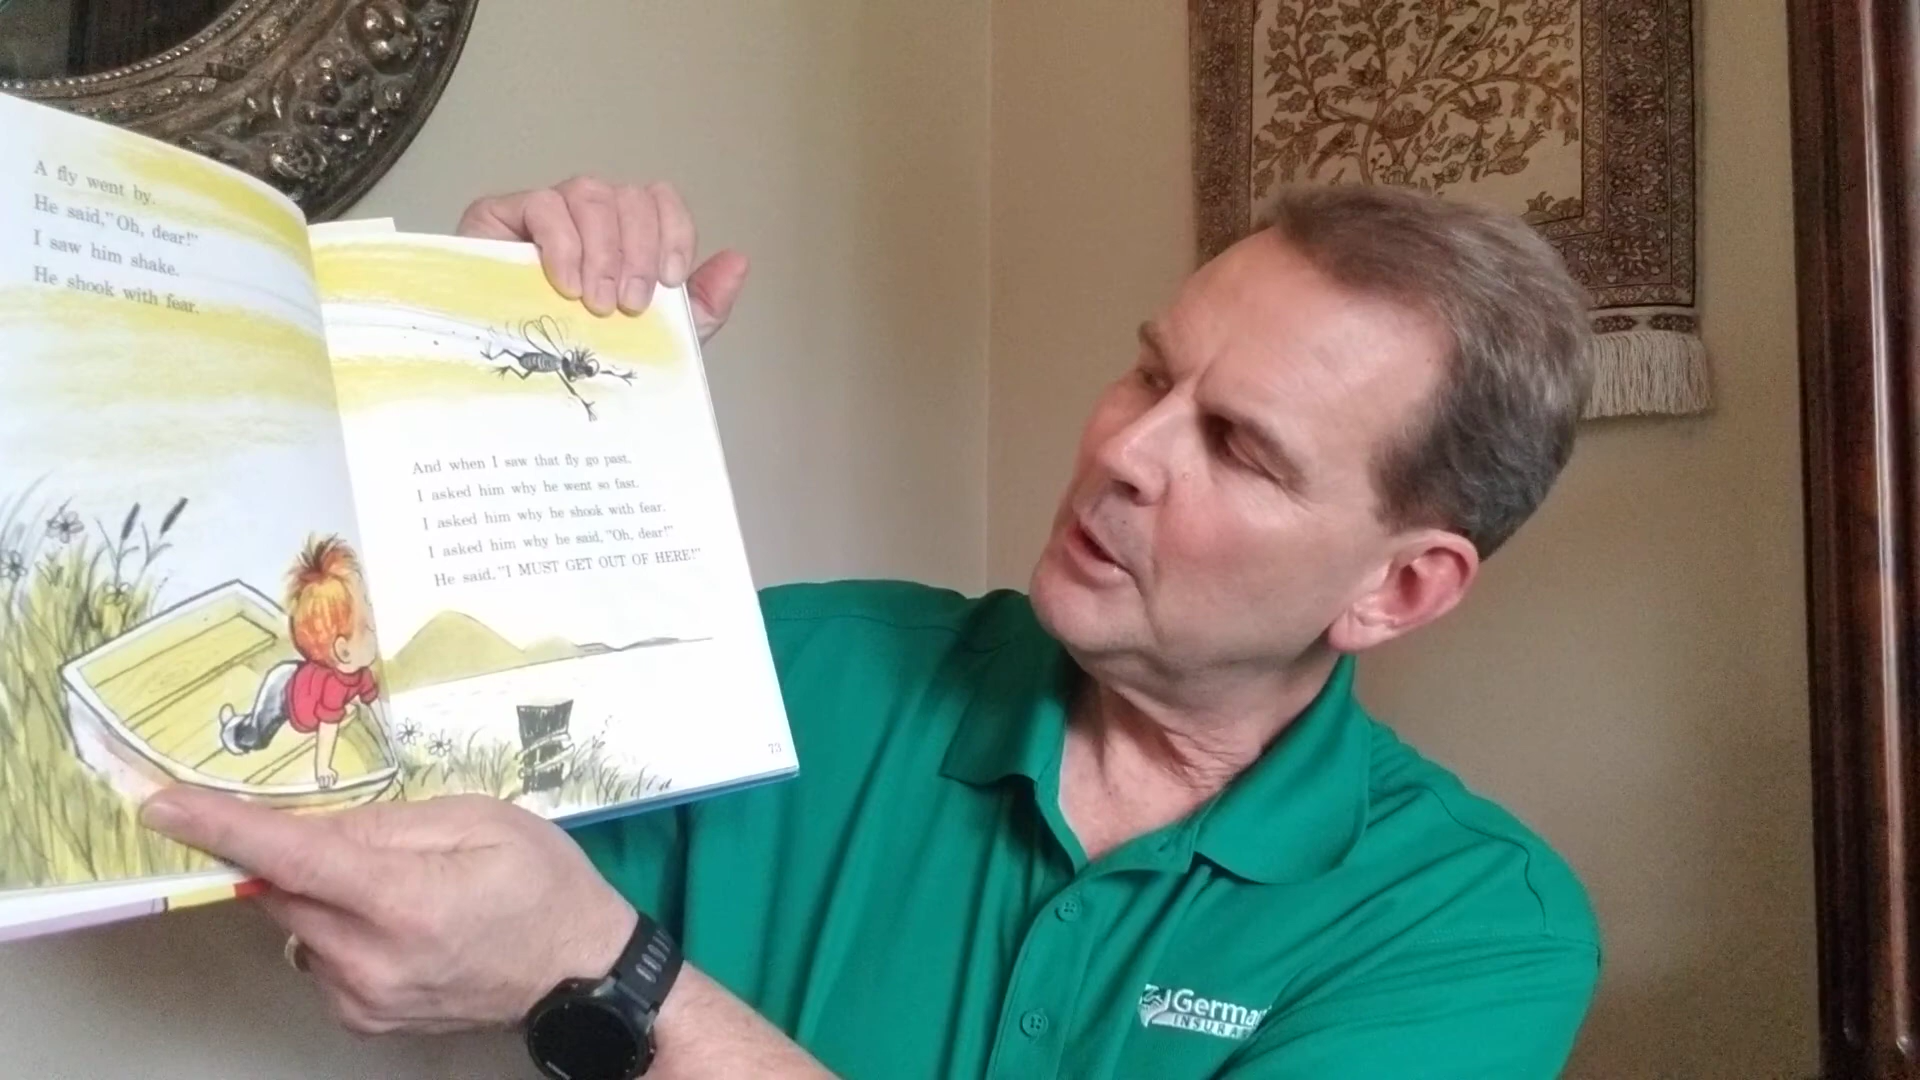 A fly went by.
He said, "Oh, dear!"
I saw him shake.
He shook with fear.
And when I saw that fly go past,
I asked him why he went so fast.
I asked him why he shook with fear.
I asked him why he said, "Oh, dear!"
He said, "I MUST GET OUT OF HERE!"
73